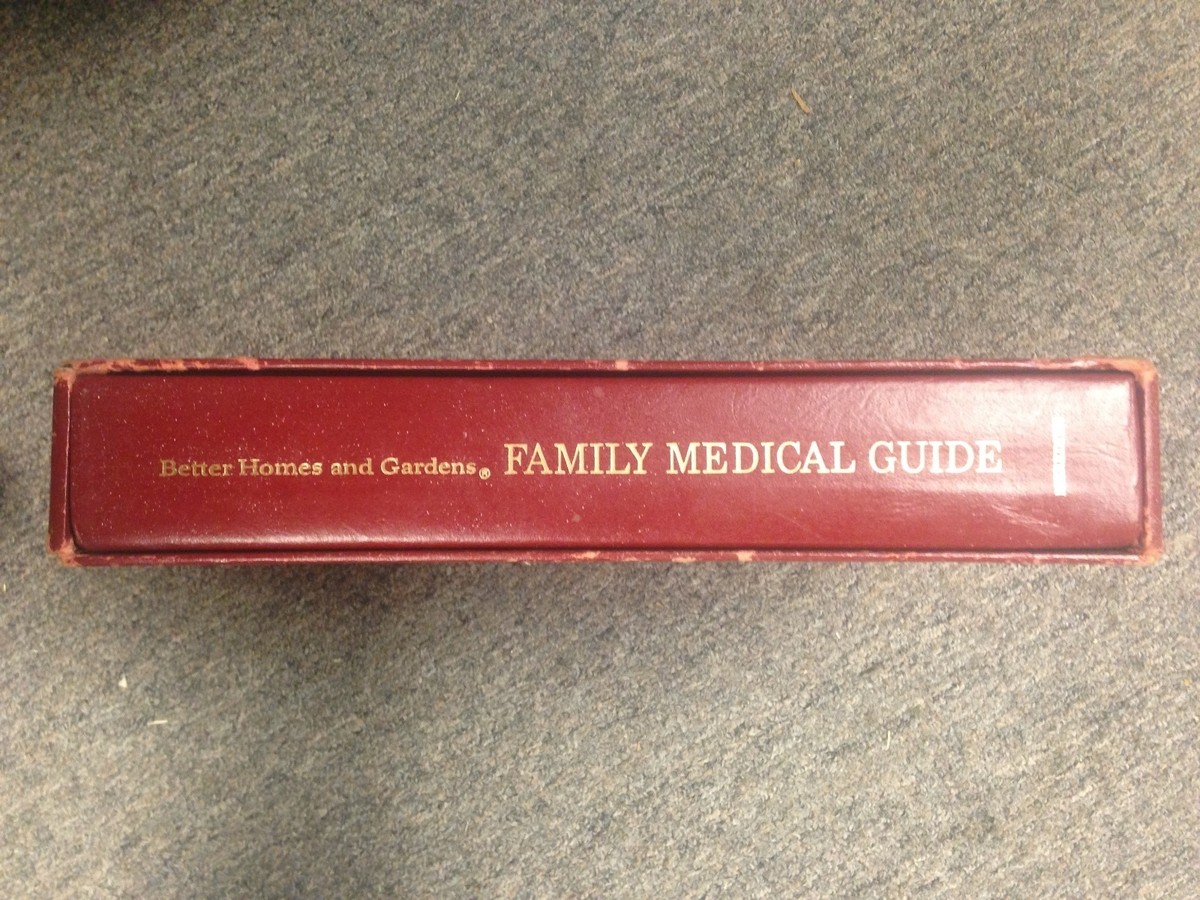 Better Homes and Gardens® FAMILY MEDICAL GUIDE